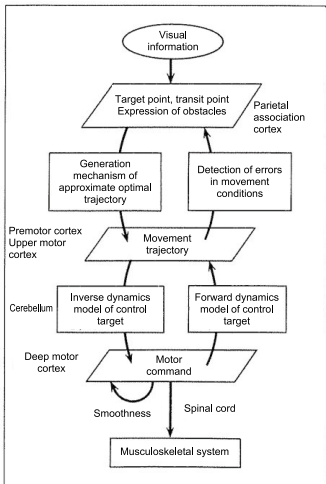 Visual
information
Target point, transit point
Expression of obstacles
Parietal
association
cortex
Generation
mechanism of
approximate optimal
trajectory
Detection of errors
in movement
conditions
Premotor cortex
Upper motor
cortex
Movement
trajectory
Cerebellum
Inverse dynamics
model of control
target
Forward dynamics
model of control
target
Deep motor
cortex
Motor
command
Smoothness
Spinal cord
Musculoskeletal system